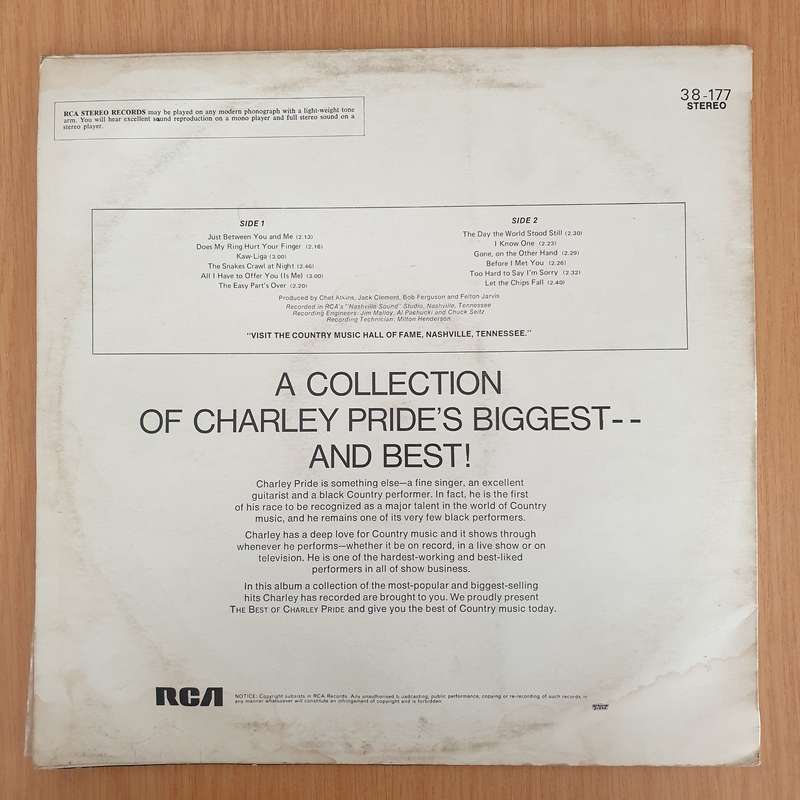 RCA STEREO RECORDS may be played on any modern phonograph with a light-weight tone
arm. You will hear excellent sound reproduction on a mono player and full stereo sound on a
stereo player.
38-177
STEREO
SIDE 1
Just Between You and Me (2.13)
Does My Ring Hurt Your Finger (2.16)
Kaw-Liga (3.00)
The Snakes Crawl at Night (2.46)
All I Have to Offer You (Is Me) (3.00)
The Easy Part's Over (2.20)
SIDE 2
The Day the World Stood Still (2.30)
I Know One (2.23)
Gone, on the Other Hand (2.29)
Before I Met You (2.26)
Too Hard to Say I'm Sorry (2.32)
Let the Chips Fall (2.40)
Produced by Chet Atkins, Jack Clement, Bob Ferguson and Felton Jarvis
Recorded in RCA's "Nashville Sound" Studio, Nashville, Tennessee
Recording Engineers: Jim Malloy, Al Pachucki and Chuck Seitz
Recording Technician: Milton Henderson
"VISIT THE COUNTRY MUSIC HALL OF FAME, NASHVILLE, TENNESSEE."
A COLLECTION
OF CHARLEY PRIDE'S BIGGEST--
AND BEST!
Charley Pride is something else—a fine singer, an excellent
guitarist and a black Country performer. In fact, he is the first
of his race to be recognized as a major talent in the world of Country
music, and he remains one of its very few black performers.
Charley has a deep love for Country music and it shows through
whenever he performs—whether it be on record, in a live show or on
television. He is one of the hardest-working and best-liked
performers in all of show business.
In this album a collection of the most-popular and biggest-selling
hits Charley has recorded are brought to you. We proudly present
THE BEST OF CHARLEY PRIDE and give you the best of Country music today.
RCA
NOTICE: Copyright subsists in RCA Records. Any unauthorised broadcasting, public performance, copying or re-recording of such records in
any manner whatsoever will constitute an infringement of copyright and is forbidden.